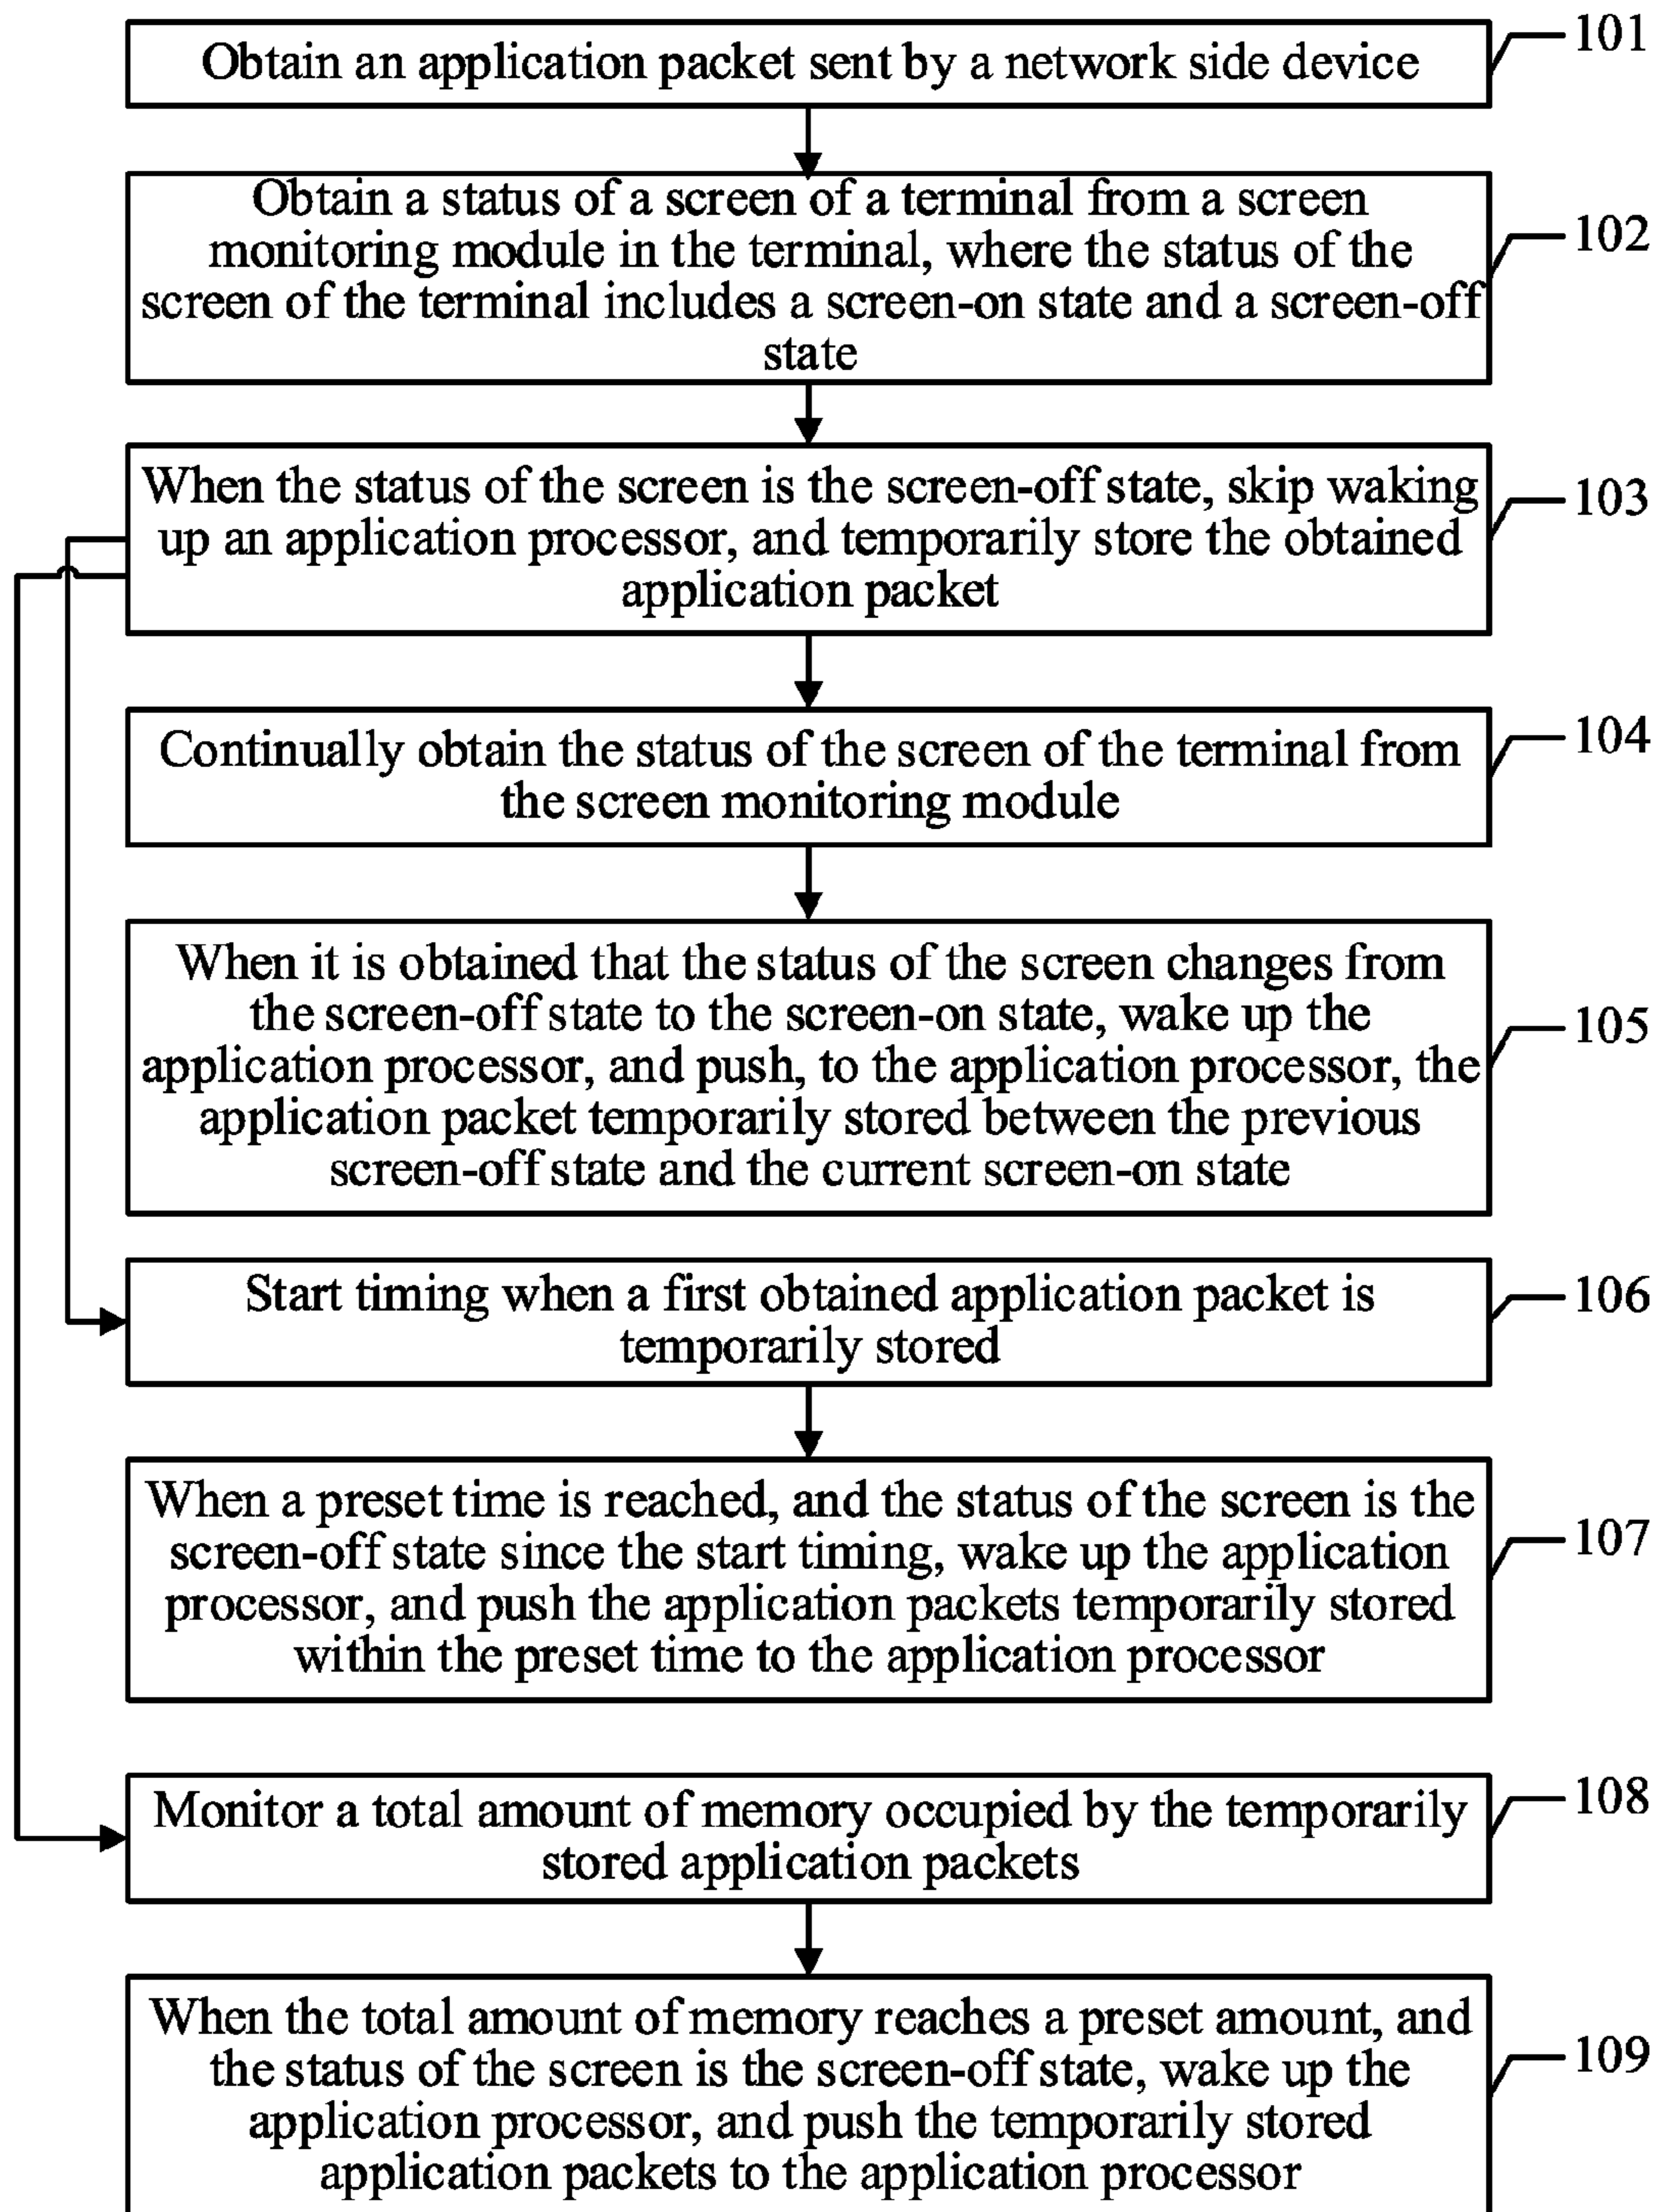 Obtain an application packet sent by a network side device
101
Obtain a status of a screen of a terminal from a screen
monitoring module in the terminal, where the status of the
screen of the terminal includes a screen-on state and a screen-off
state
102
When the status of the screen is the screen-off state, skip waking
up an application processor, and temporarily store the obtained
application packet
103
Continually obtain the status of the screen of the terminal from
the screen monitoring module
104
When it is obtained that the status of the screen changes from
the screen-off state to the screen-on state, wake up the
application processor, and push, to the application processor, the
application packet temporarily stored between the previous
screen-off state and the current screen-on state
105
Start timing when a first obtained application packet is
temporarily stored
106
When a preset time is reached, and the status of the screen is the
screen-off state since the start timing, wake up the application
processor, and push the application packets temporarily stored
within the preset time to the application processor
107
Monitor a total amount of memory occupied by the temporarily
stored application packets
108
When the total amount of memory reaches a preset amount, and
the status of the screen is the screen-off state, wake up the
application processor, and push the temporarily stored
application packets to the application processor
109